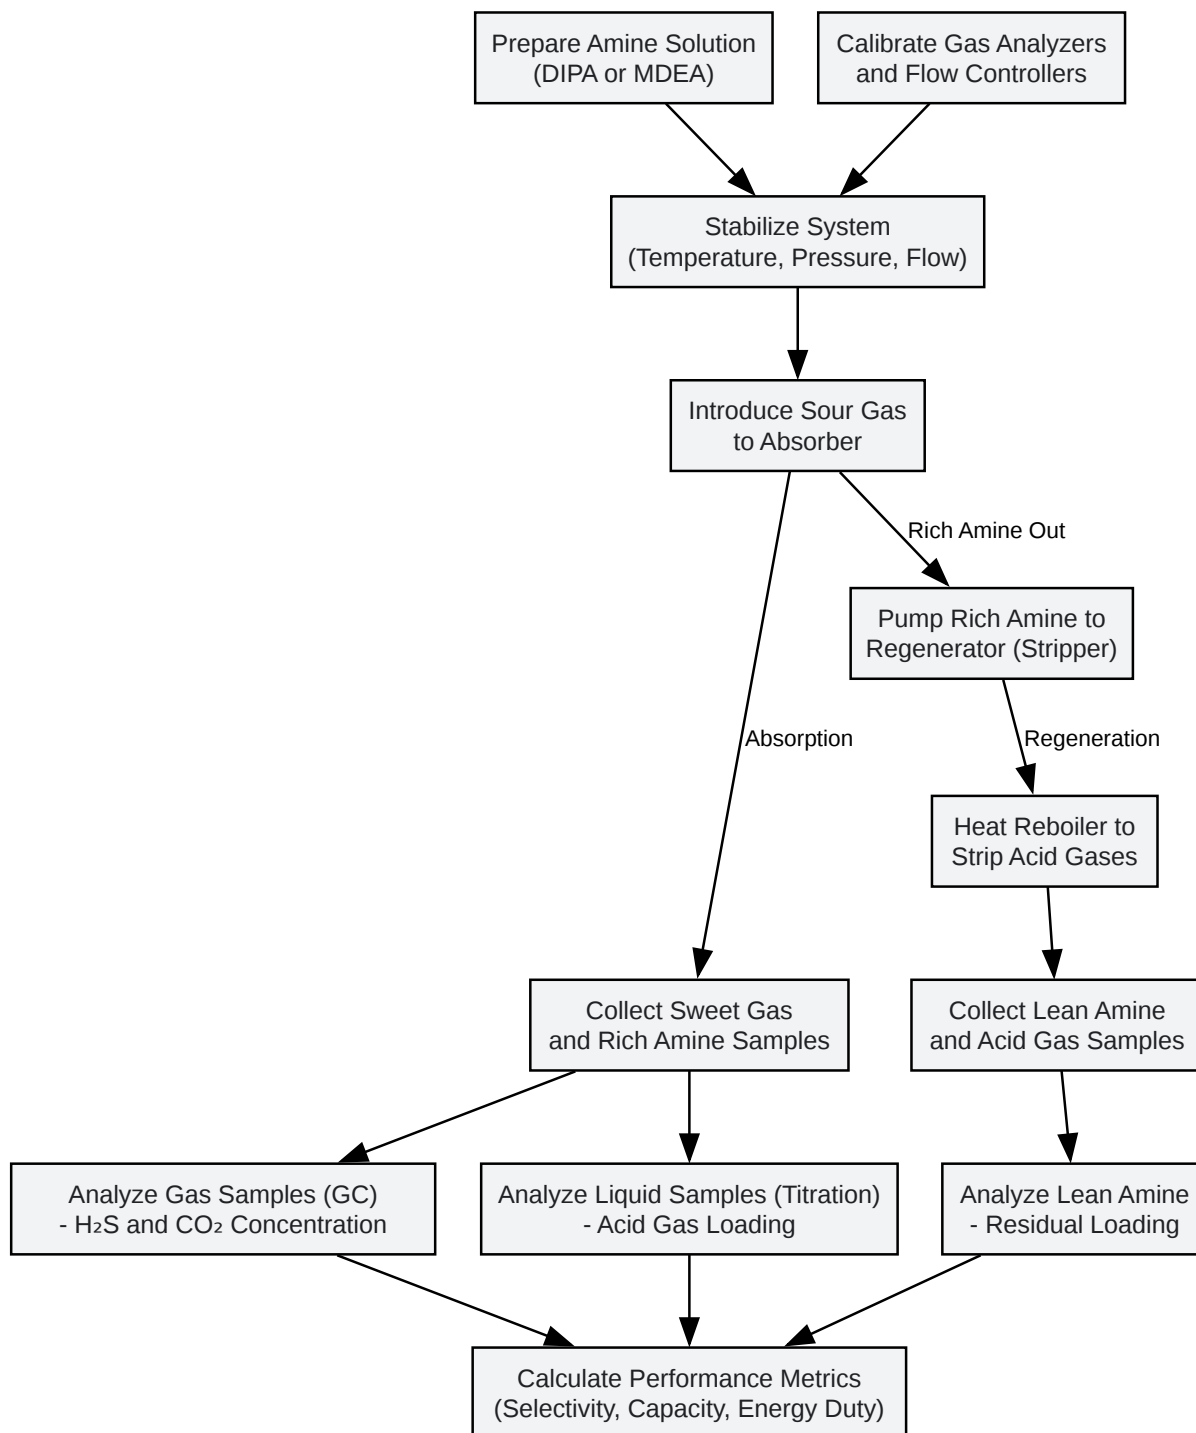 Prepare Amine Solution
(DIPA or MDEA)
Calibrate Gas Analyzers
and Flow Controllers
Stabilize System
(Temperature, Pressure, Flow)
Introduce Sour Gas
to Absorber
Rich Amine Out
Pump Rich Amine to
Regenerator (Stripper)
Absorption
Regeneration
Heat Reboiler to
Strip Acid Gases
Collect Sweet Gas
and Rich Amine Samples
Collect Lean Amine
and Acid Gas Samples
Analyze Gas Samples (GC)
- H₂S and CO₂ Concentration
Analyze Liquid Samples (Titration)
- Acid Gas Loading
Analyze Lean Amine
- Residual Loading
Calculate Performance Metrics
(Selectivity, Capacity, Energy Duty)